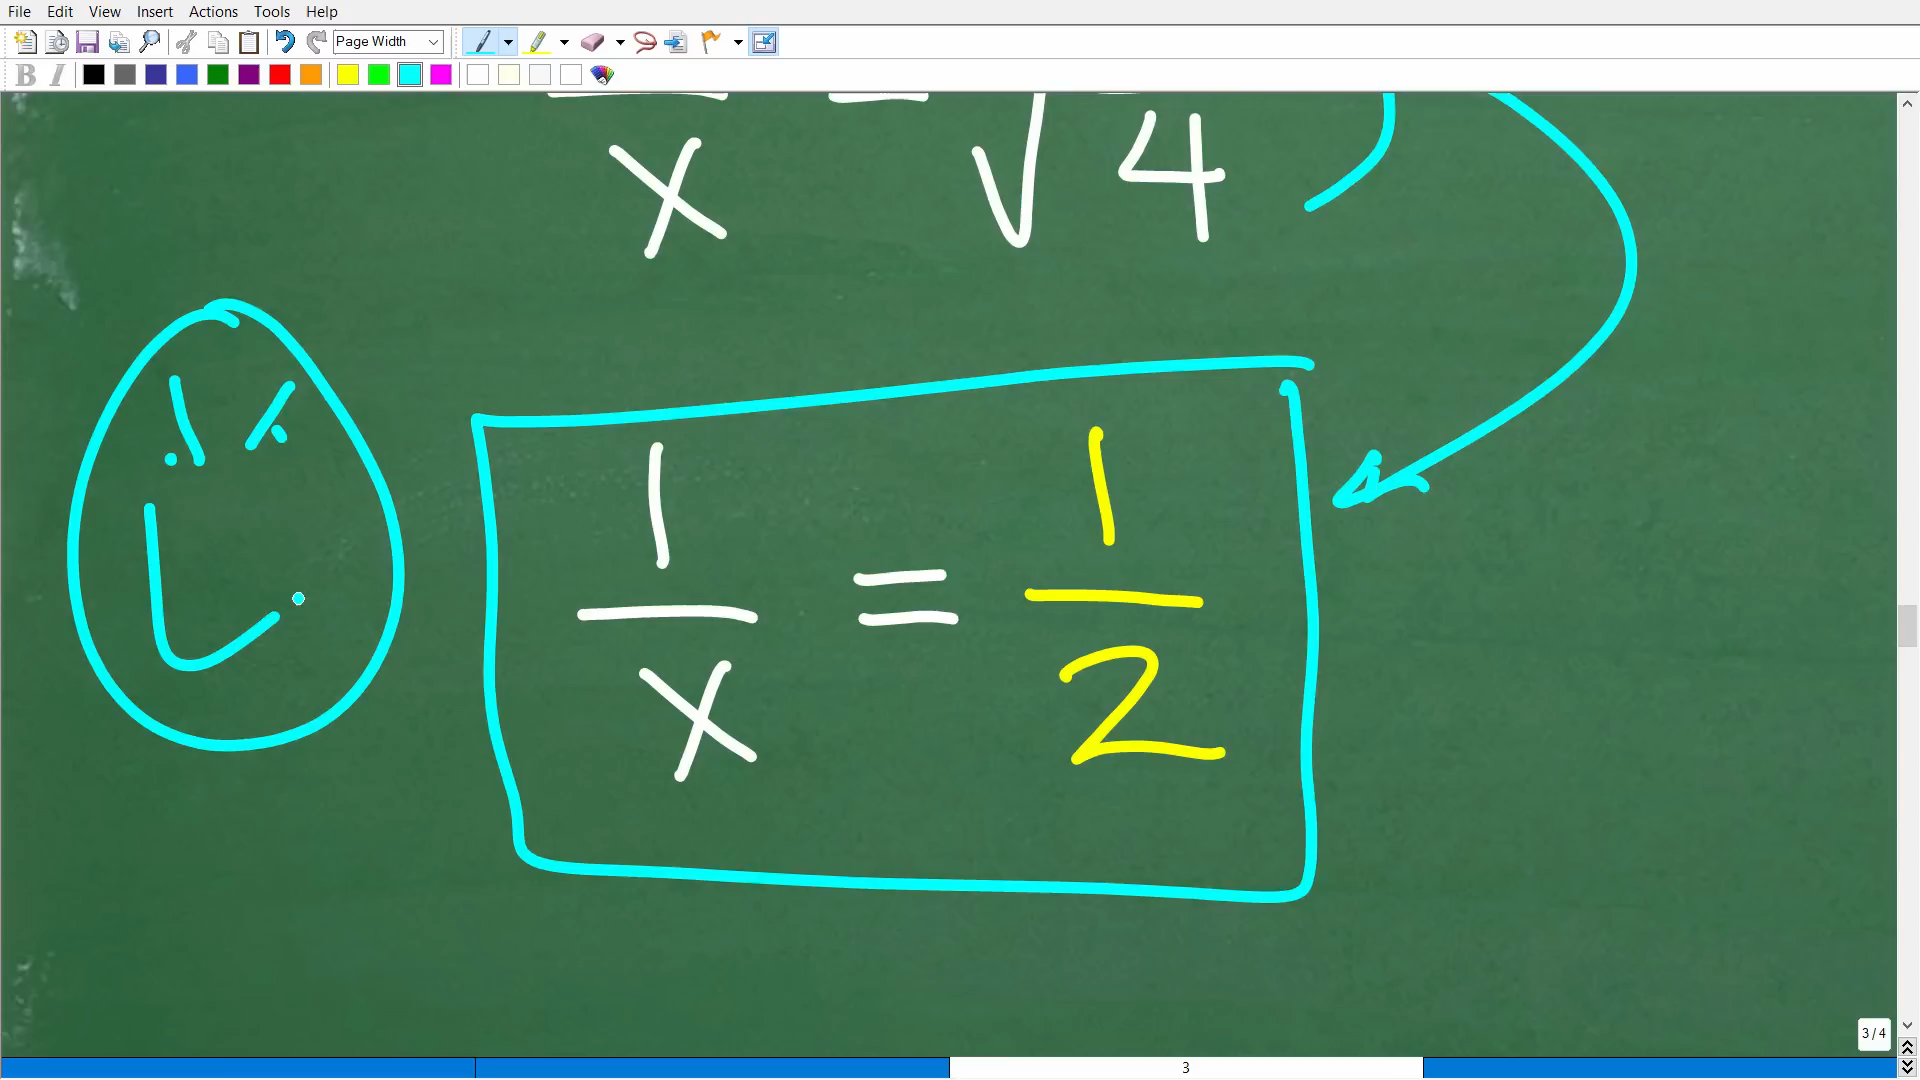 File Edit View Insert Actions Tools Help
Page Width
B I
x √4
1/x = 1/2
3 / 4
3